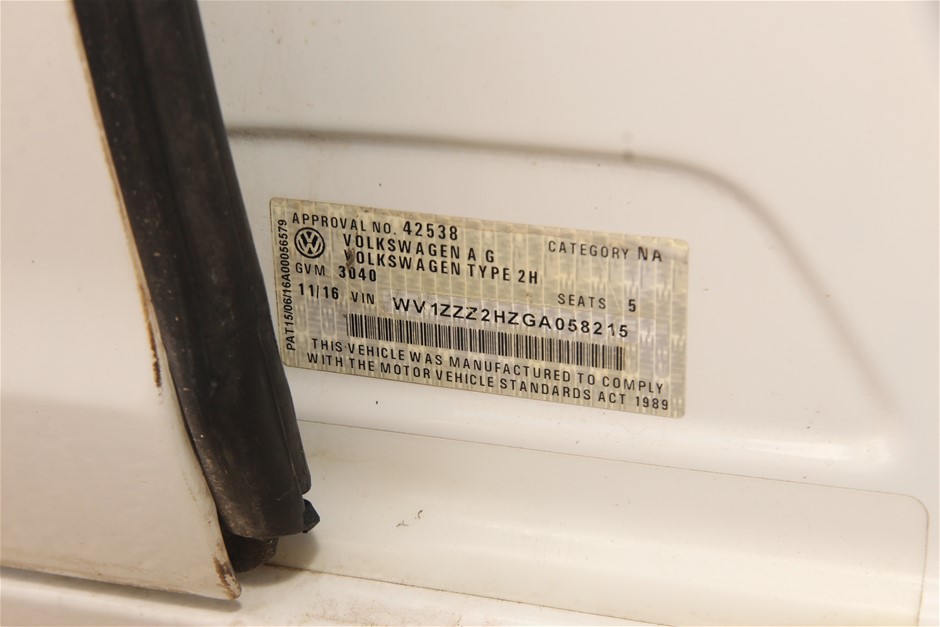 APPROVAL NO. 42538
CATEGORY NA
VOLKSWAGEN A G
VOLKSWAGEN TYPE 2H
GVM 3040
SEATS 5
11/16 VIN WV1ZZZ2HZGA058215
THIS VEHICLE WAS MANUFACTURED TO COMPLY
WITH THE MOTOR VEHICLE STANDARDS ACT 1989
PAT15/06/16A00056579